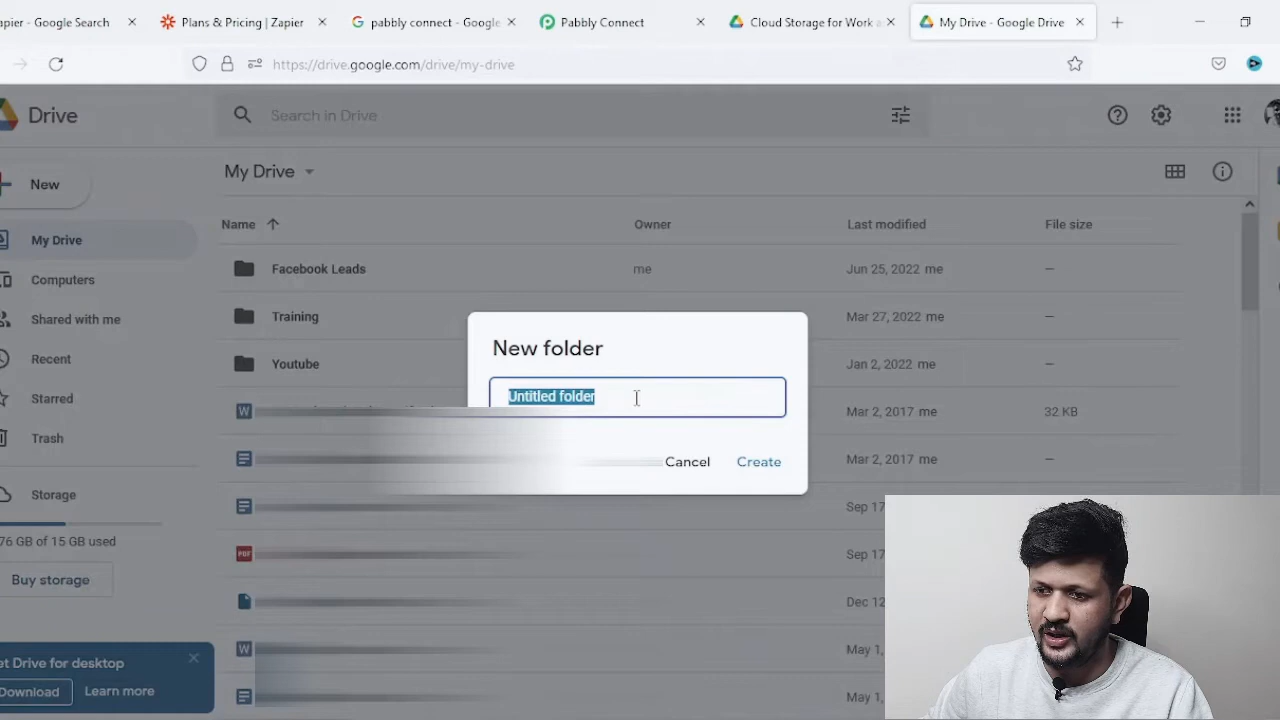 apier - Google Search
Plans & Pricing | Zapier
pabbly connect - Google
Pabbly Connect
Cloud Storage for Work a
My Drive - Google Drive
https://drive.google.com/drive/my-drive
Drive
Search in Drive
New
My Drive
Name
Owner
Last modified
File size
My Drive
Facebook Leads
me
Jun 25, 2022 me
–
Computers
Training
Mar 27, 2022 me
–
Shared with me
New folder
Youtube
Jan 2, 2022 me
–
Recent
Untitled folder
Starred
Mar 2, 2017 me
32 KB
Trash
Mar 2, 2017 me
–
Cancel
Create
Storage
76 GB of 15 GB used
Sep 17
Buy storage
Sep 17
Dec 12
May 1,
et Drive for desktop
Download
Learn more
May 1,
W
W
PDF